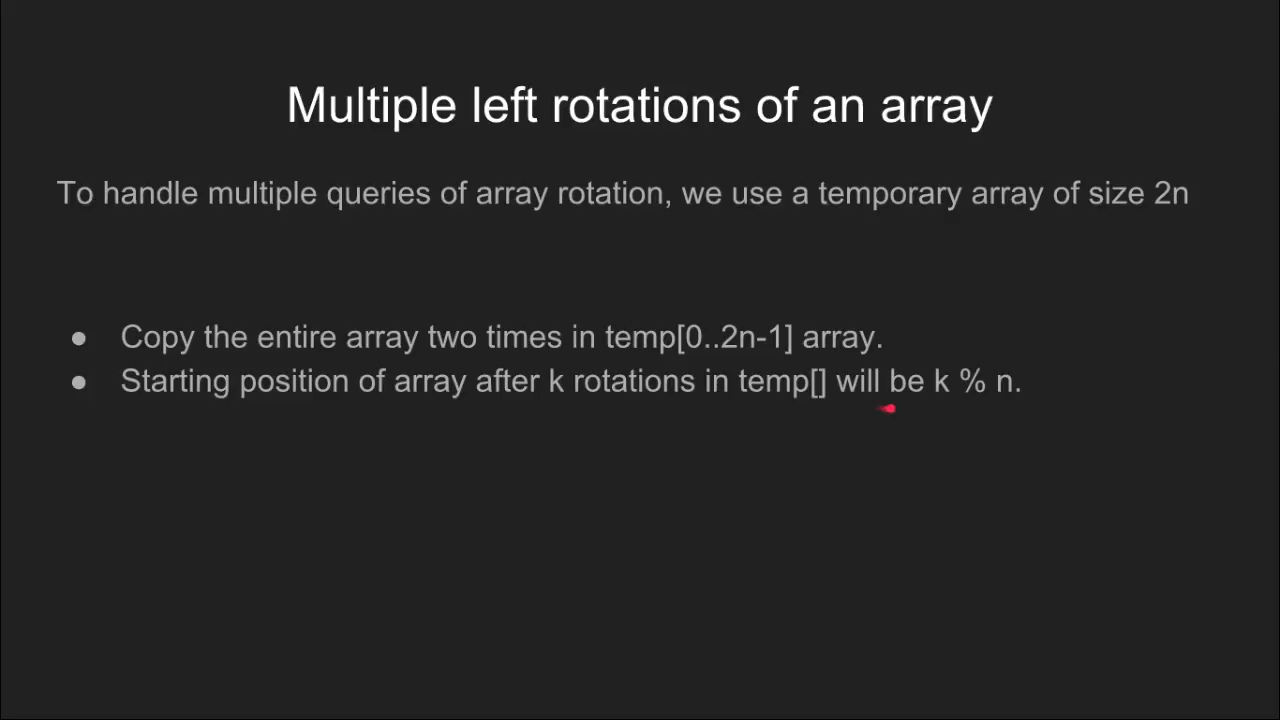 Multiple left rotations of an array
To handle multiple queries of array rotation, we use a temporary array of size 2n
● Copy the entire array two times in temp[0..2n-1] array.
● Starting position of array after k rotations in temp[] will be k % n.